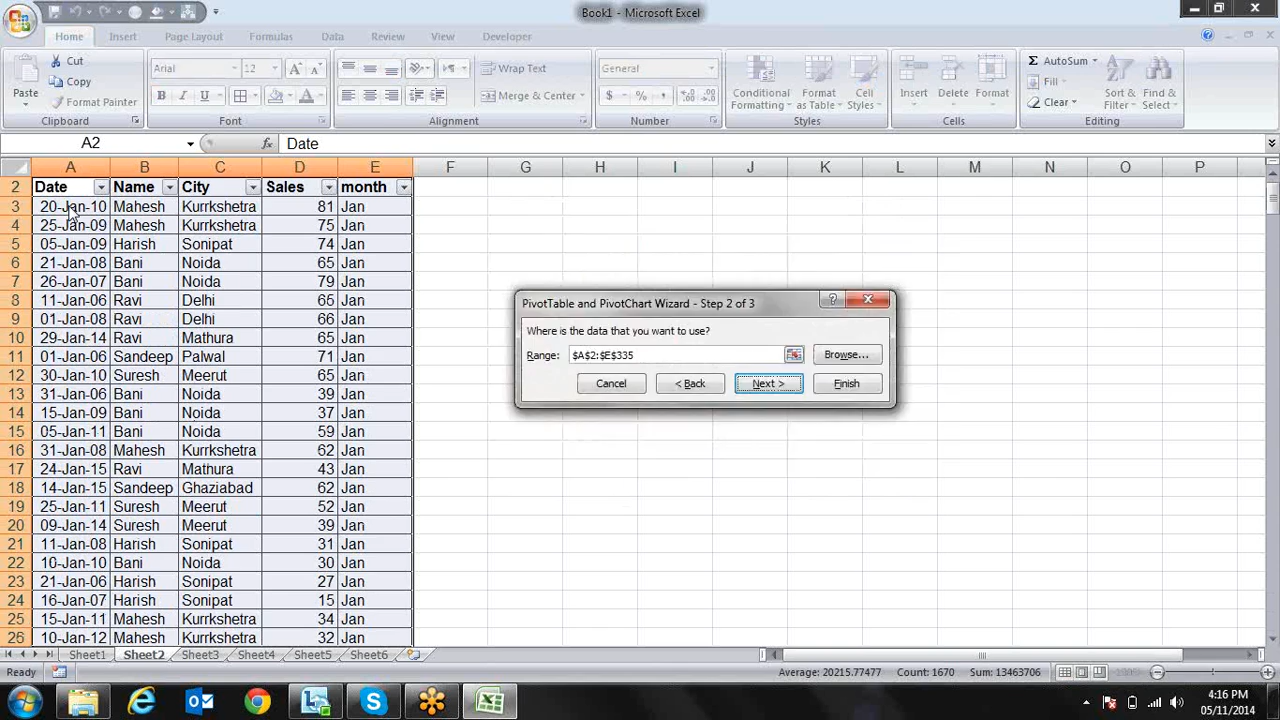 Book1 - Microsoft Excel
Home Insert Page Layout Formulas Data Review View Developer
Paste Cut Copy Format Painter Clipboard
Arial 12 A A B I U A Font
Wrap Text Merge & Center Alignment
General $ % , Number
Conditional Formatting Format as Table Cell Styles Styles
Insert Delete Format Cells
Σ AutoSum Fill Clear Sort & Filter Find & Select Editing
A2 fx Date
A B C D E F G H I J K L M N O P
2 Date Name City Sales month
3 20-Jan-10 Mahesh Kurrkshetra 81 Jan
4 25-Jan-09 Mahesh Kurrkshetra 75 Jan
5 05-Jan-09 Harish Sonipat 74 Jan
6 21-Jan-08 Bani Noida 65 Jan
7 26-Jan-07 Bani Noida 79 Jan
8 11-Jan-06 Ravi Delhi 66 Jan
9 01-Jan-08 Ravi Delhi 66 Jan
10 29-Jan-14 Ravi Mathura 65 Jan
11 01-Jan-06 Sandeep Palwal 71 Jan
12 30-Jan-10 Suresh Meerut 65 Jan
13 31-Jan-06 Bani Noida 39 Jan
14 15-Jan-09 Bani Noida 37 Jan
15 05-Jan-11 Bani Noida 59 Jan
16 31-Jan-08 Mahesh Kurrkshetra 62 Jan
17 24-Jan-15 Ravi Mathura 43 Jan
18 14-Jan-15 Sandeep Ghaziabad 62 Jan
19 25-Jan-11 Suresh Meerut 52 Jan
20 09-Jan-14 Suresh Meerut 39 Jan
21 11-Jan-08 Harish Sonipat 31 Jan
22 10-Jan-10 Bani Noida 30 Jan
23 21-Jan-06 Harish Sonipat 27 Jan
24 16-Jan-07 Harish Sonipat 15 Jan
25 15-Jan-11 Mahesh Kurrkshetra 34 Jan
26 10-Jan-12 Mahesh Kurrkshetra 32 Jan
PivotTable and PivotChart Wizard - Step 2 of 3
Where is the data that you want to use?
Range: $A$2:$E$335 Browse...
Cancel < Back Next > Finish
Sheet1 Sheet2 Sheet3 Sheet4 Sheet5 Sheet6
Ready Average: 20215.77477 Count: 1670 Sum: 13463706
4:16 PM
05/11/2014